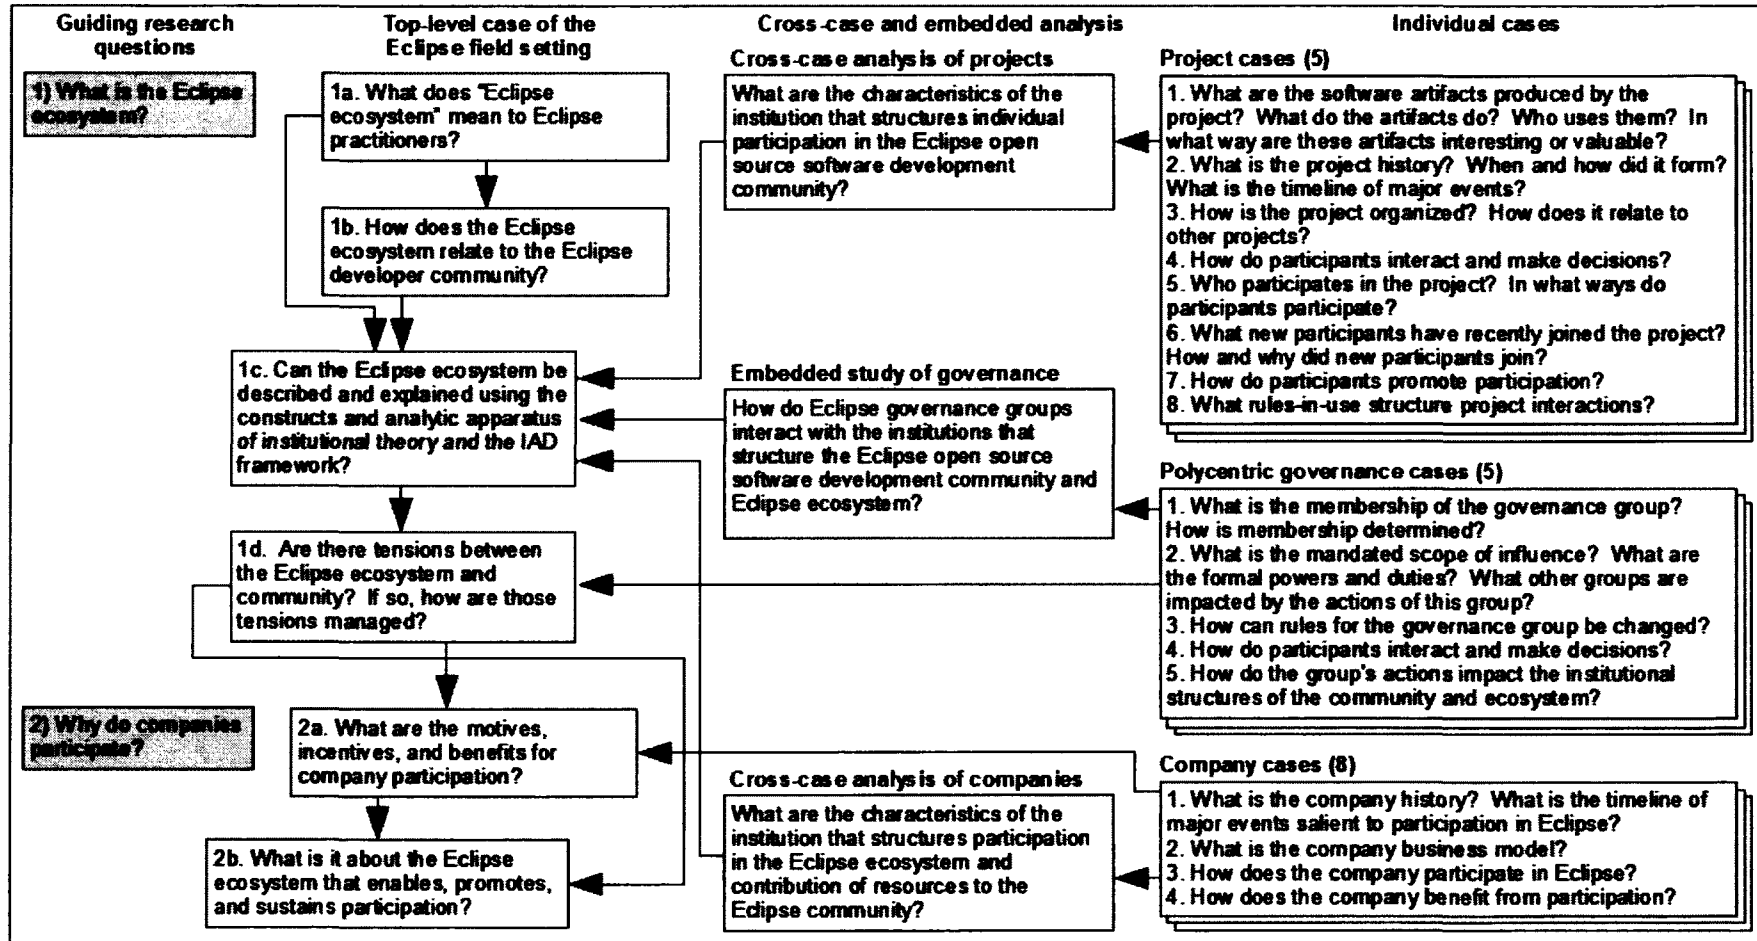 Guiding research
questions
Top-level case of the
Eclipse field setting
Cross-case and embedded analysis
Individual cases
1) What is the Eclipse
ecosystem?
1a. What does "Eclipse
ecosystem" mean to Eclipse
practitioners?
1b. How does the Eclipse
ecosystem relate to the Eclipse
developer community?
1c. Can the Eclipse ecosystem be
described and explained using the
constructs and analytic apparatus
of institutional theory and the IAD
framework?
1d. Are there tensions between
the Eclipse ecosystem and
community? If so, how are those
tensions managed?
2) Why do companies
participate?
2a. What are the motives,
incentives, and benefits for
company participation?
2b. What is it about the Eclipse
ecosystem that enables, promotes,
and sustains participation?
Cross-case analysis of projects
What are the characteristics of the
institution that structures individual
participation in the Eclipse open
source software development
community?
Embedded study of governance
How do Eclipse governance groups
interact with the institutions that
structure the Eclipse open source
software development community and
Eclipse ecosystem?
Cross-case analysis of companies
What are the characteristics of the
institution that structures participation
in the Eclipse ecosystem and
contribution of resources to the
Eclipse community?
Project cases (5)
1. What are the software artifacts produced by the
project? What do the artifacts do? Who uses them? In
what way are these artifacts interesting or valuable?
2. What is the project history? When and how did it form?
What is the timeline of major events?
3. How is the project organized? How does it relate to
other projects?
4. How do participants interact and make decisions?
5. Who participates in the project? In what ways do
participants participate?
6. What new participants have recently joined the project?
How and why did new participants join?
7. How do participants promote participation?
8. What rules-in-use structure project interactions?
Polycentric governance cases (5)
1. What is the membership of the governance group?
How is membership determined?
2. What is the mandated scope of influence? What are
the formal powers and duties? What other groups are
impacted by the actions of this group?
3. How can rules for the governance group be changed?
4. How do participants interact and make decisions?
5. How do the group's actions impact the institutional
structures of the community and ecosystem?
Company cases (8)
1. What is the company history? What is the timeline of
major events salient to participation in Eclipse?
2. What is the company business model?
3. How does the company participate in Eclipse?
4. How does the company benefit from participation?